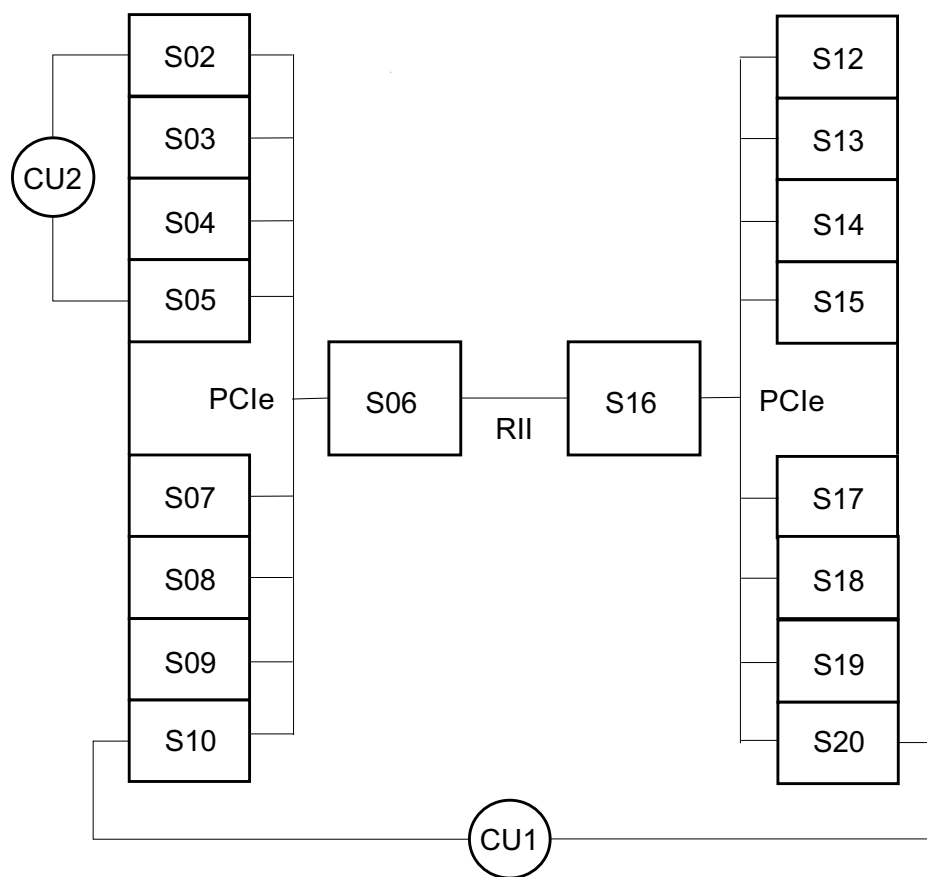 S02
S03
CU2
S04
S05
PCIe
S06
RII
S16
PCIe
S07
S08
S09
S10
S12
S13
S14
S15
S17
S18
S19
S20
CU1